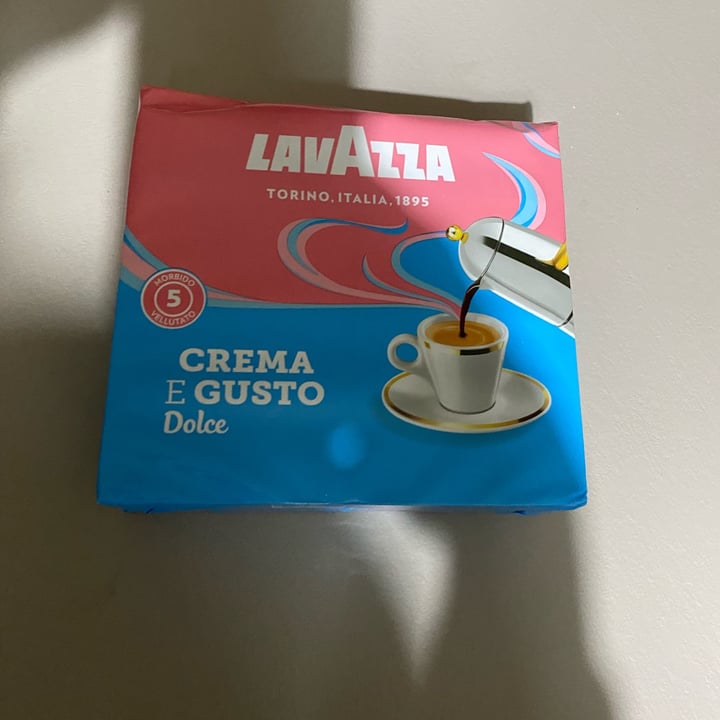 LAVAZZA
TORINO, ITALIA, 1895
MORBIDO
5
VELLUTATO
CREMA
E GUSTO
Dolce